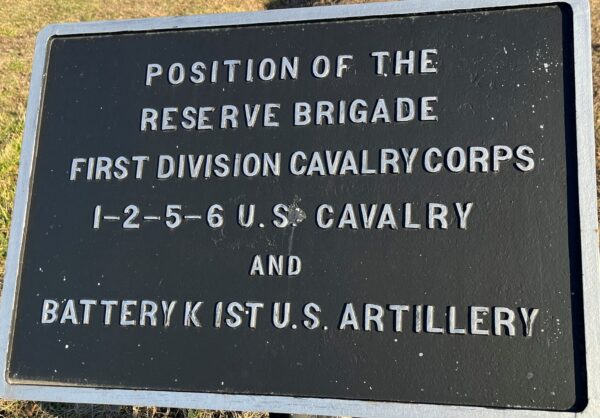 POSITION OF THE
RESERVE BRIGADE
FIRST DIVISION CAVALRY CORPS
1-2-5-6 U.S. CAVALRY
AND
BATTERY K 1ST U.S. ARTILLERY